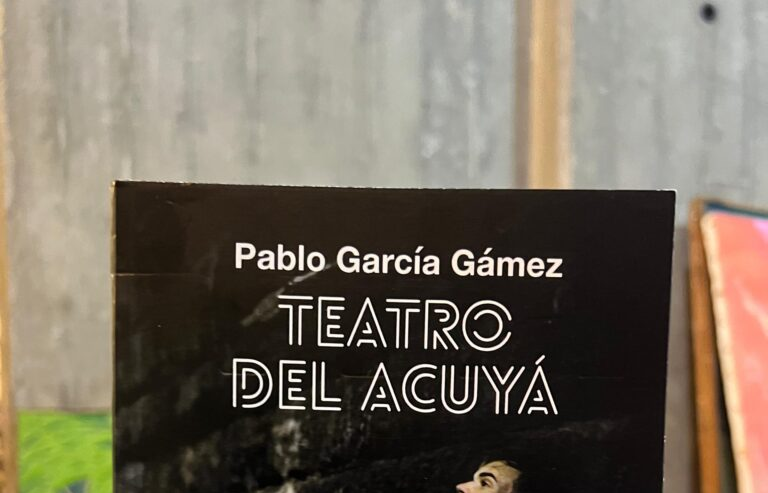 Pablo García Gámez
TEATRO
DEL ACUYÁ